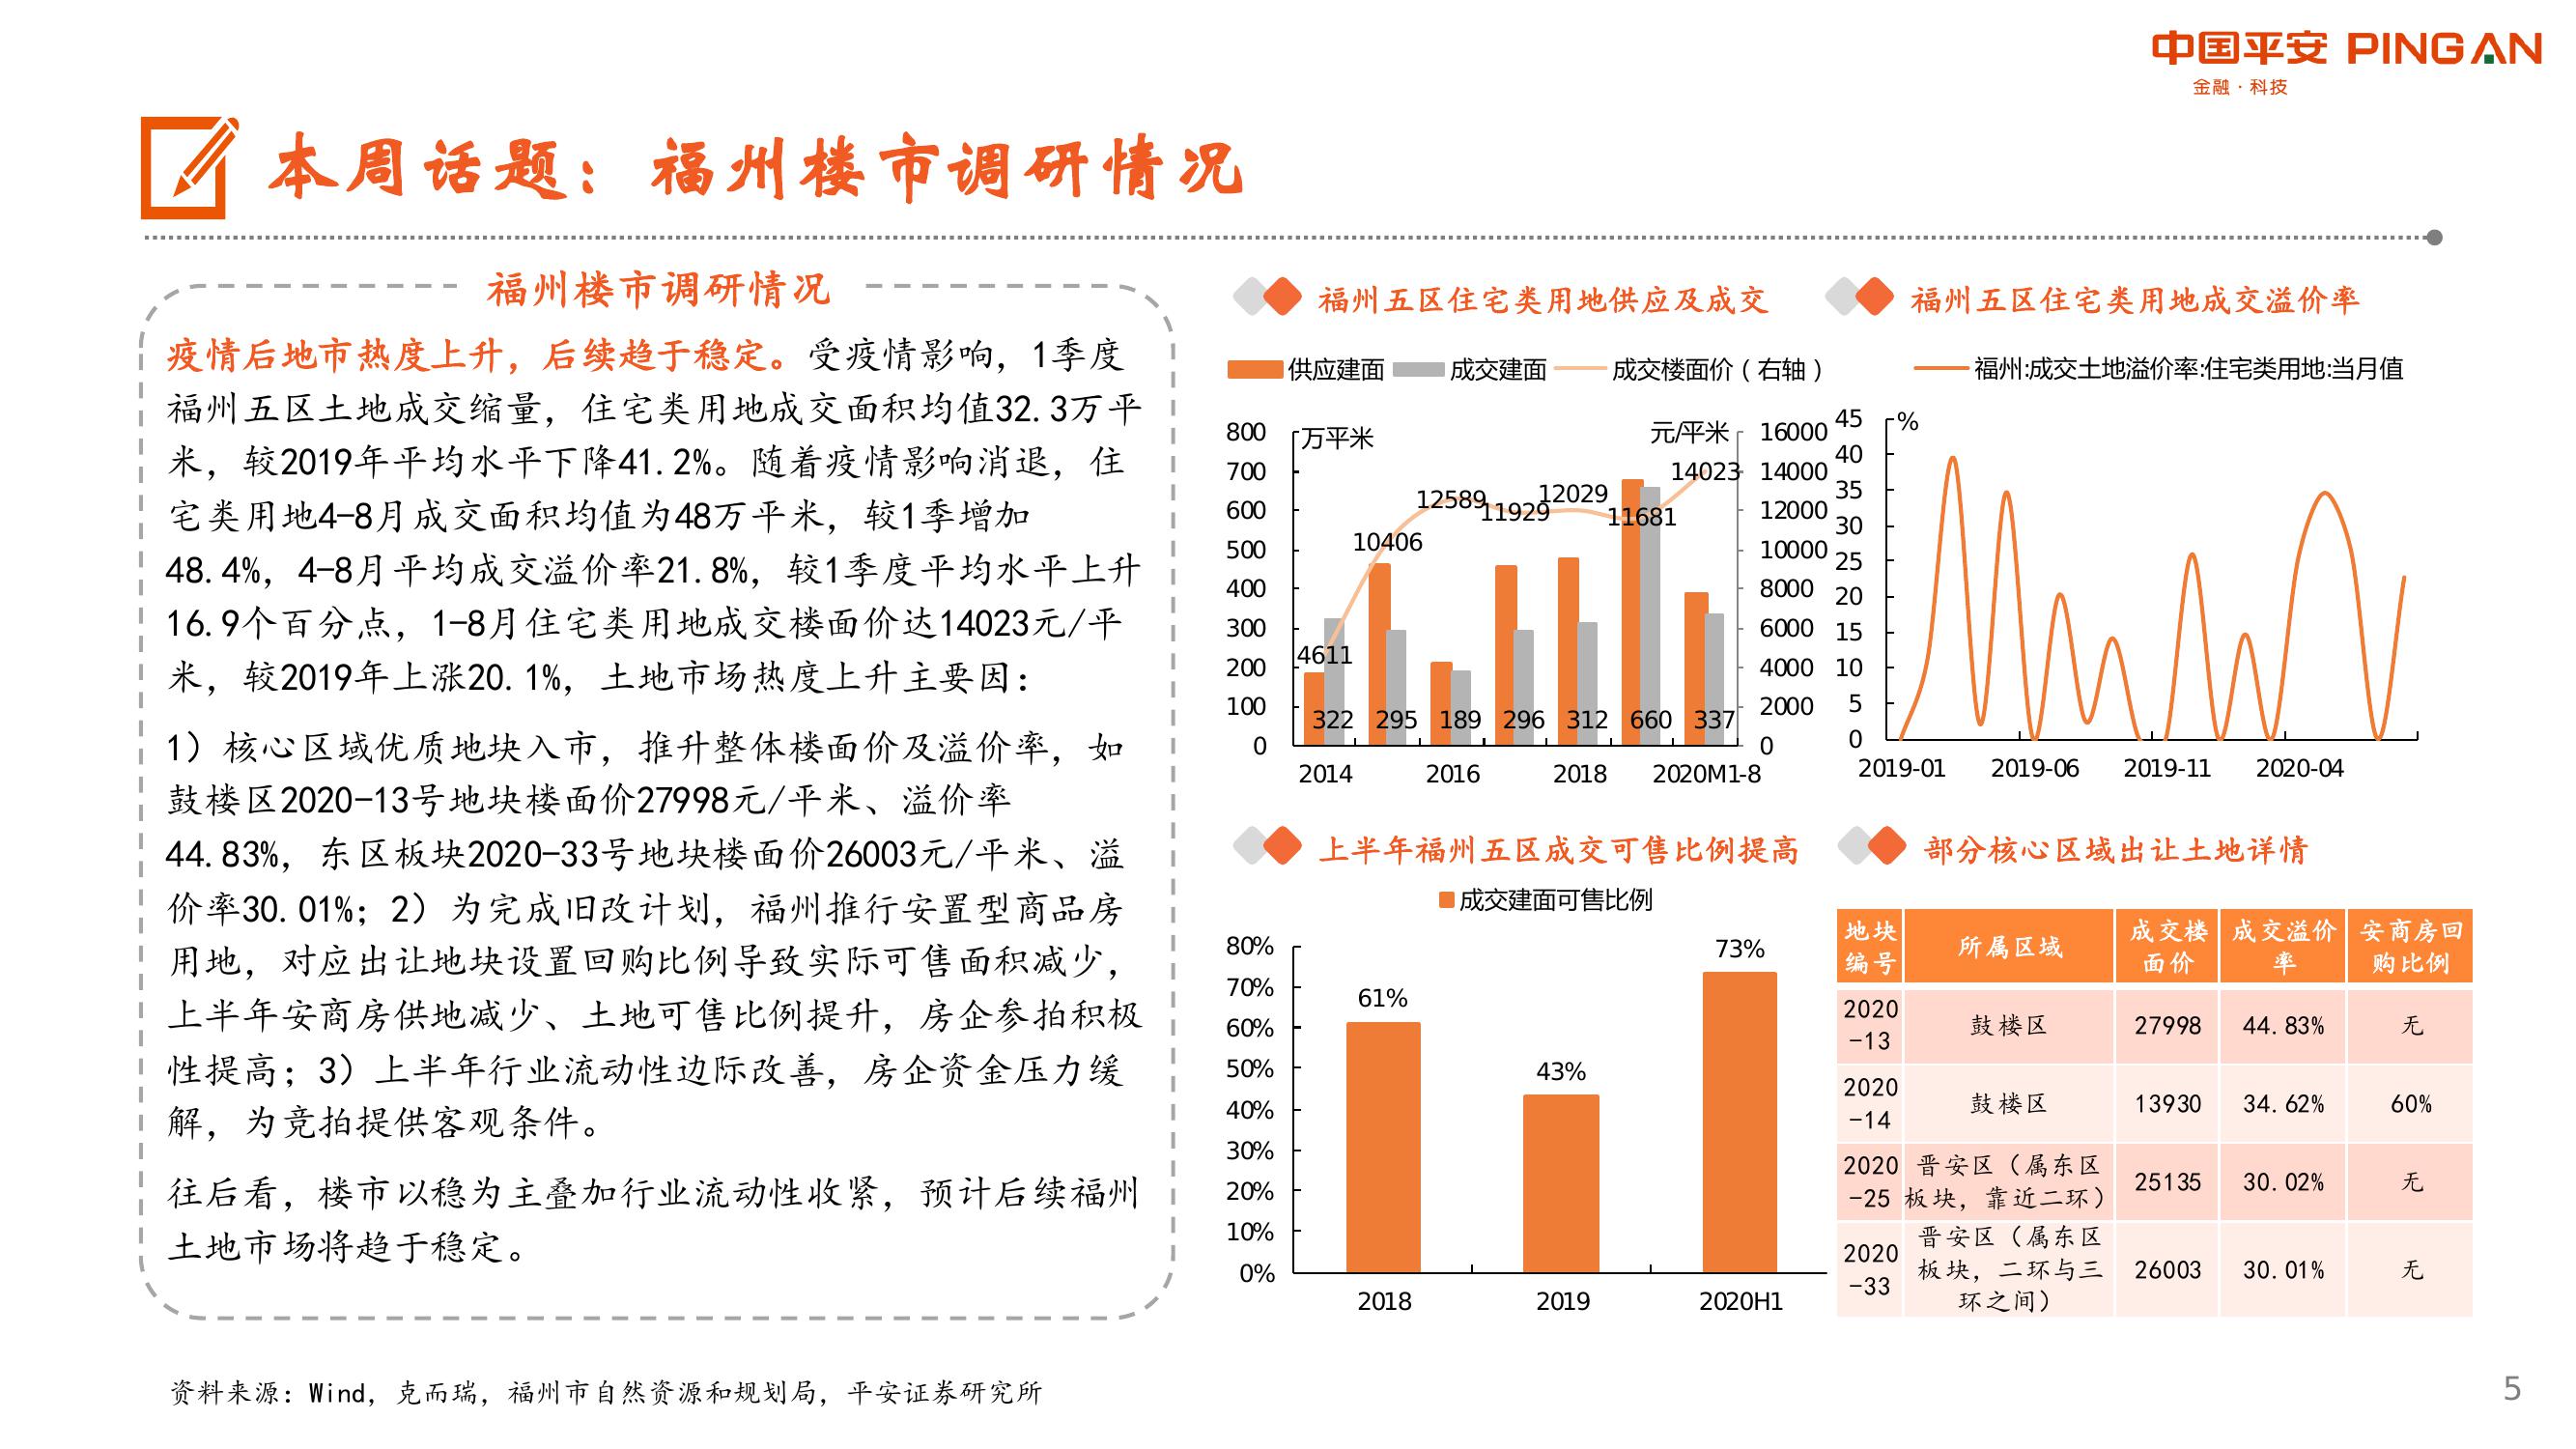 中国平安 PINGAN
金融·科技
本周话题：福州楼市调研情况
福州楼市调研情况
疫情后地市热度上升，后续趋于稳定。受疫情影响，1季度
福州五区土地成交缩量，住宅类用地成交面积均值32.3万平
米，较2019年平均水平下降41.2%。随着疫情影响消退，住
宅类用地4-8月成交面积均值为48万平米，较1季增加
48.4%，4-8月平均成交溢价率21.8%，较1季度平均水平上升
16.9个百分点，1-8月住宅类用地成交楼面价达14023元/平
米，较2019年上涨20.1%，土地市场热度上升主要因：
1）核心区域优质地块入市，推升整体楼面价及溢价率，如
鼓楼区2020-13号地块楼面价27998元/平米、溢价率
44.83%，东区板块2020-33号地块楼面价26003元/平米、溢
价率30.01%；2）为完成旧改计划，福州推行安置型商品房
用地，对应出让地块设置回购比例导致实际可售面积减少，
上半年安商房供地减少、土地可售比例提升，房企参拍积极
性提高；3）上半年行业流动性边际改善，房企资金压力缓
解，为竞拍提供客观条件。
往后看，楼市以稳为主叠加行业流动性收紧，预计后续福州
土地市场将趋于稳定。
福州五区住宅类用地供应及成交
供应建面 成交建面 成交楼面价（右轴）
万平米 元/平米
800
700
600
500
400
300
200
100
0
16000
14000
12000
10000
8000
6000
4000
2000
0
4611
10406
12589
11929
12029
11681
14023
322 295 189 296 312 660 337
2014 2016 2018 2020M1-8
福州五区住宅类用地成交溢价率
福州:成交土地溢价率:住宅类用地:当月值
%
45
40
35
30
25
20
15
10
5
0
2019-01 2019-06 2019-11 2020-04
上半年福州五区成交可售比例提高
成交建面可售比例
80%
70%
60%
50%
40%
30%
20%
10%
0%
61%
43%
73%
2018 2019 2020H1
部分核心区域出让土地详情
地块编号 所属区域 成交楼面价 成交溢价率 安商房回购比例
2020-13 鼓楼区 27998 44.83% 无
2020-14 鼓楼区 13930 34.62% 60%
2020-25 晋安区（属东区板块，靠近二环） 25135 30.02% 无
2020-33 晋安区（属东区板块，二环与三环之间） 26003 30.01% 无
资料来源：Wind，克而瑞，福州市自然资源和规划局，平安证券研究所
5